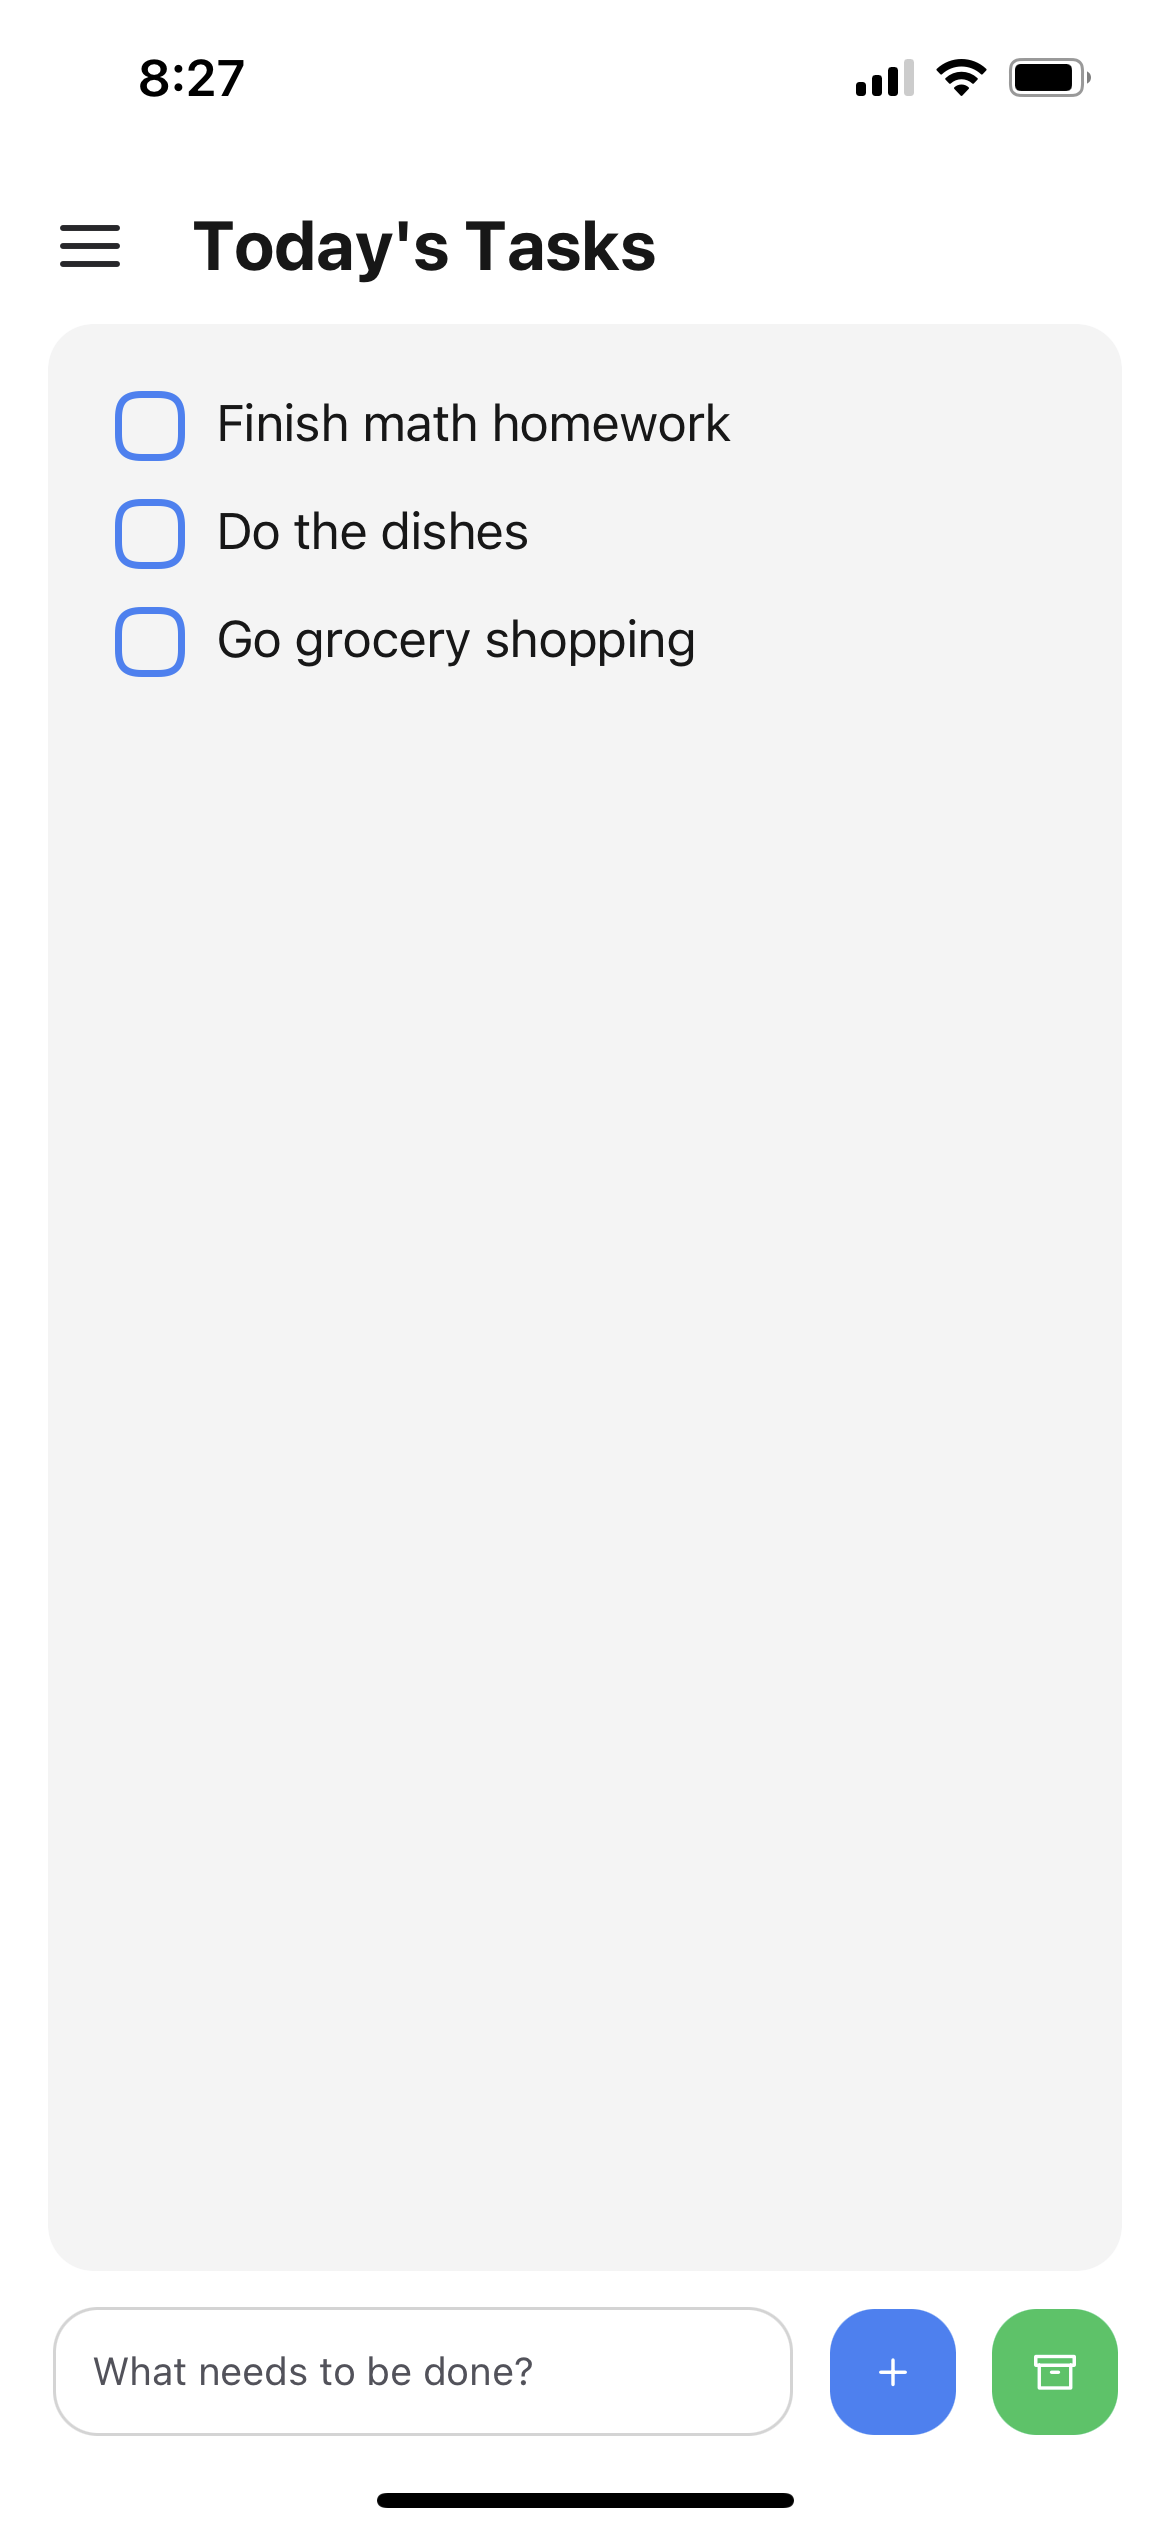 8:27
Today's Tasks
Finish math homework
Do the dishes
Go grocery shopping
What needs to be done?